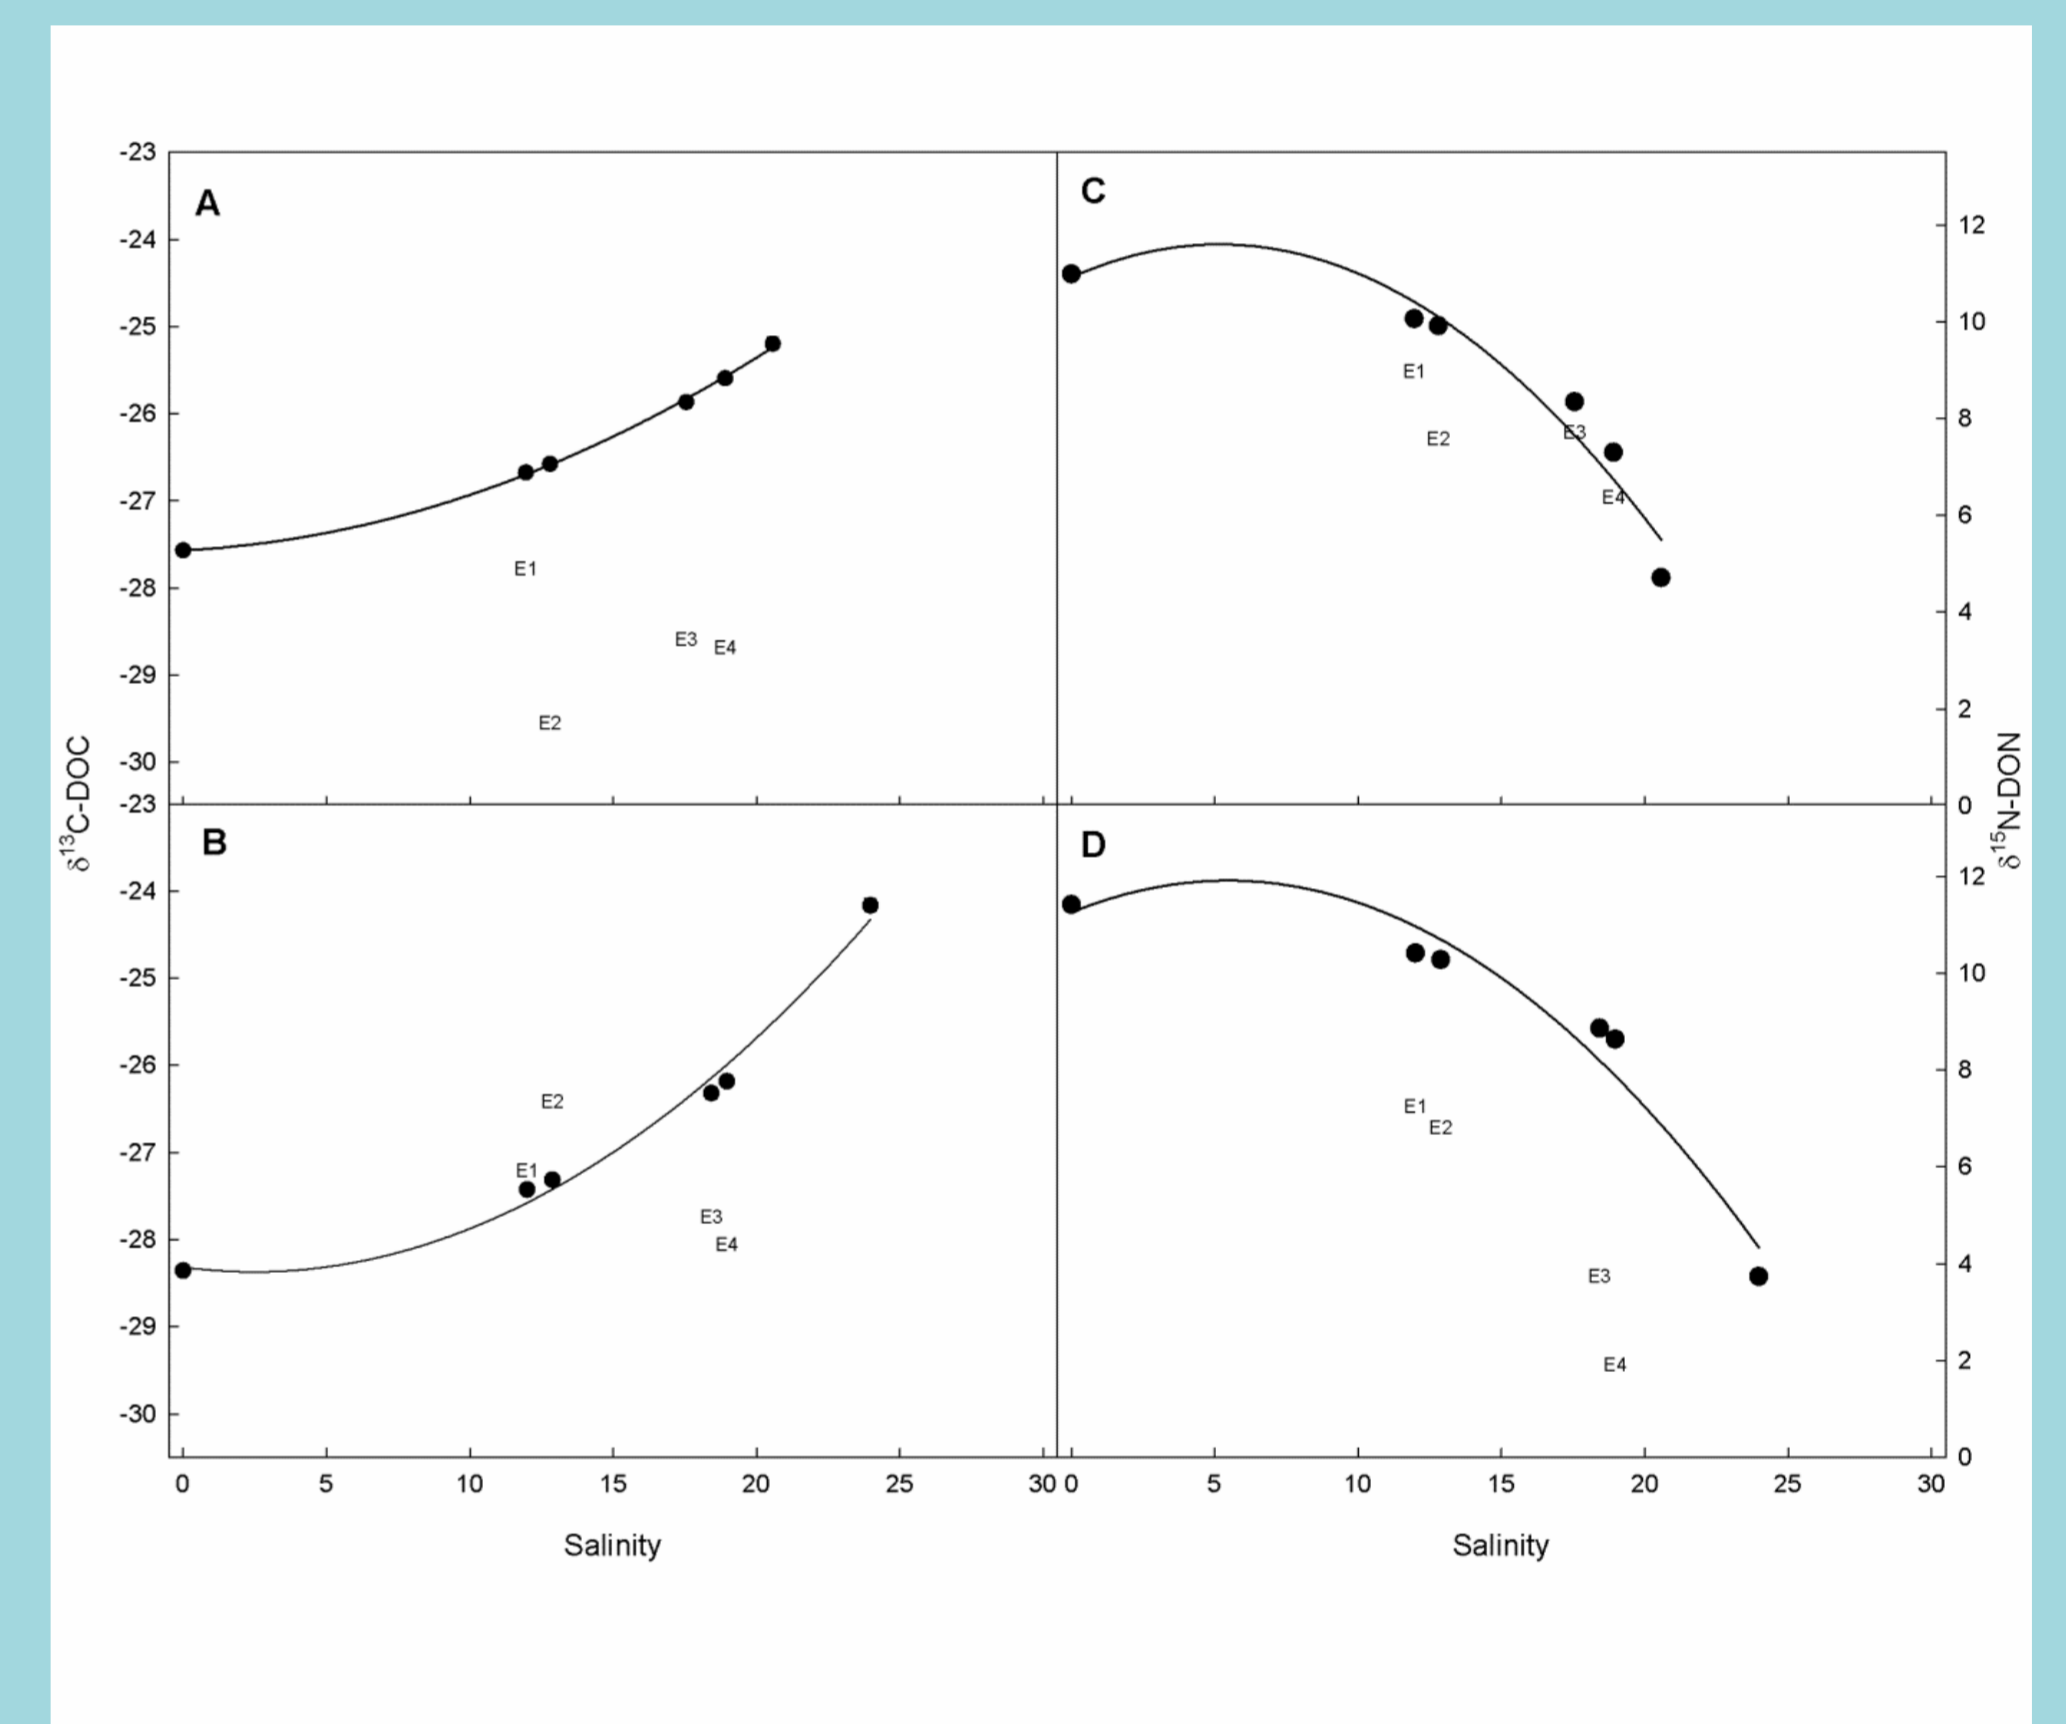 A
C
-23
-24
-25
-26
-27
-28
-29
-30
E1
E2
E3
E4
E1
E2
E3
E4
12
10
8
6
4
2
0
δ13C-DOC
δ15N-DON
B
D
-23
-24
-25
-26
-27
-28
-29
-30
E2
E1
E3
E4
E1
E2
E3
E4
12
10
8
6
4
2
0
0 5 10 15 20 25 30
0 5 10 15 20 25 30
Salinity
Salinity